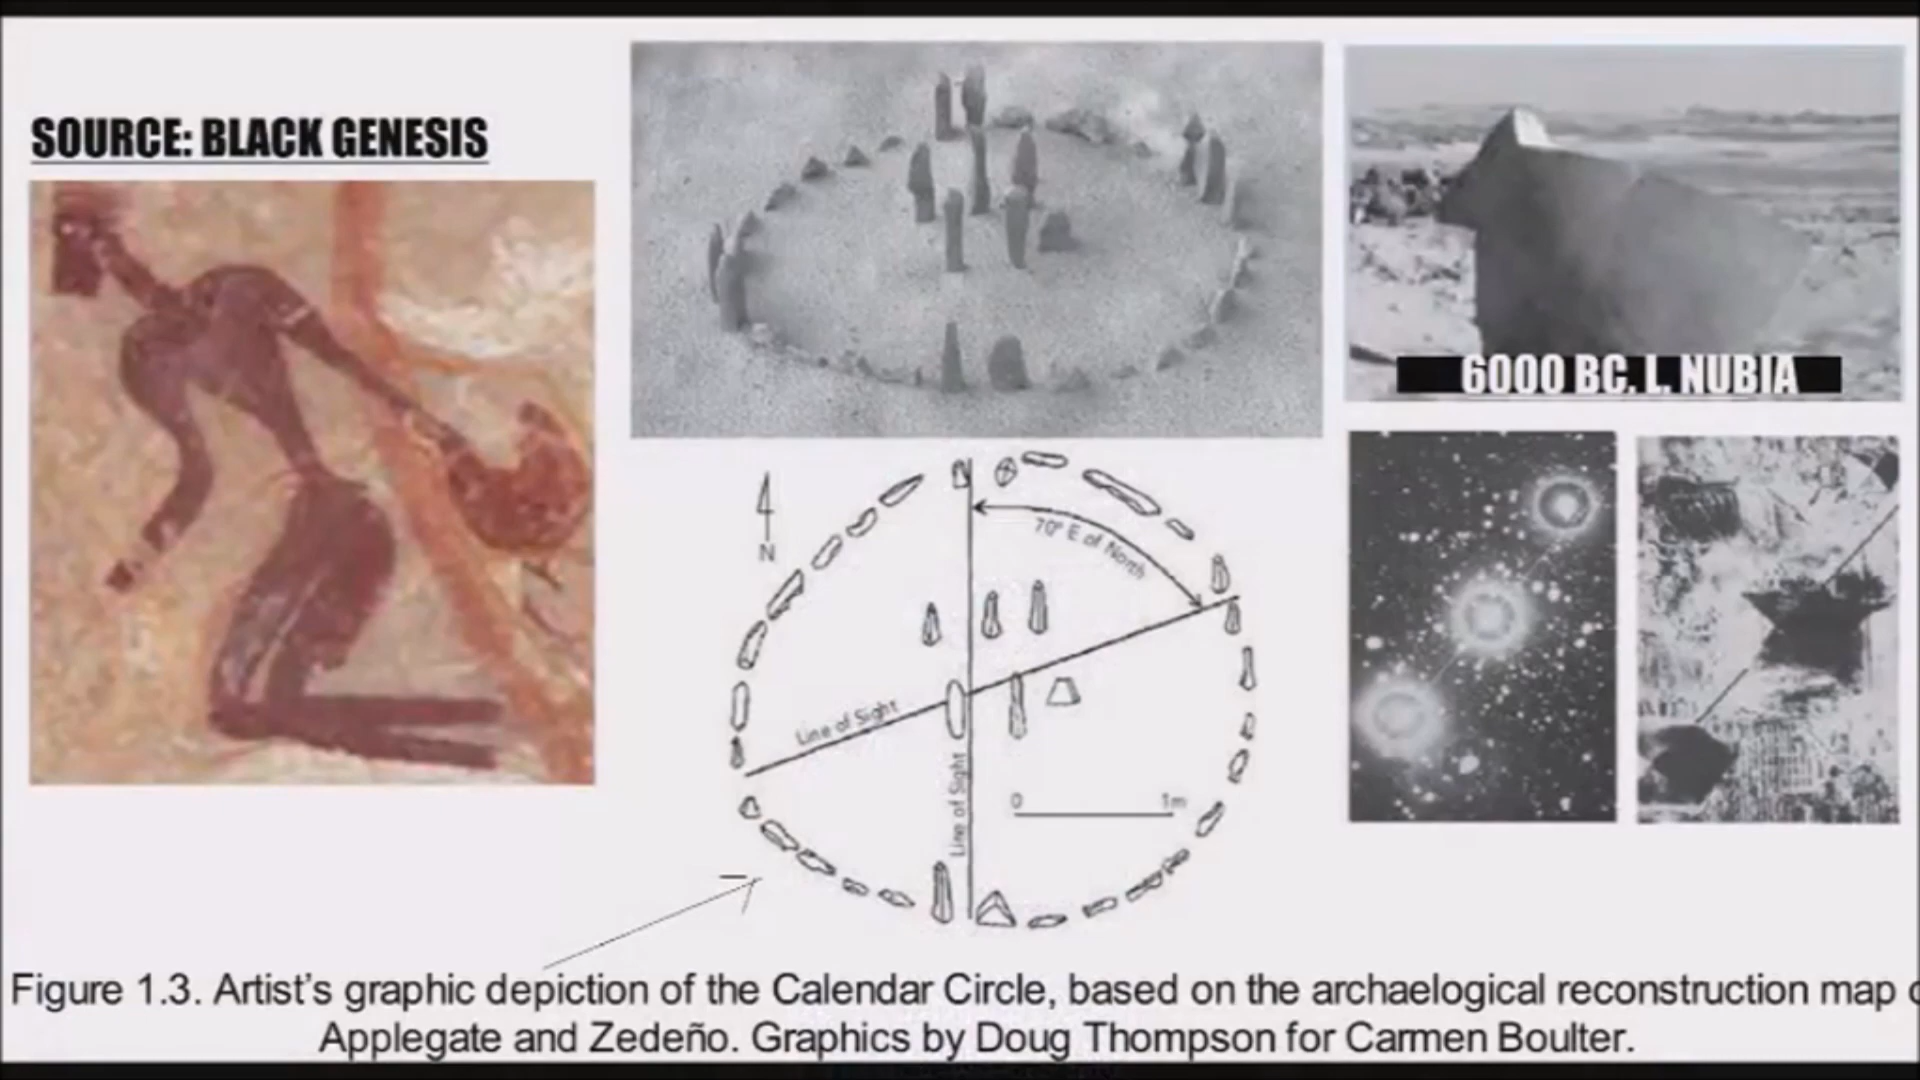 SOURCE: BLACK GENESIS
6000 BC. L. NUBIA
N
70° E of North
Line of Sight
Line of Sight
0 1m
Figure 1.3. Artist's graphic depiction of the Calendar Circle, based on the archaelogical reconstruction map
Applegate and Zedeño. Graphics by Doug Thompson for Carmen Boulter.